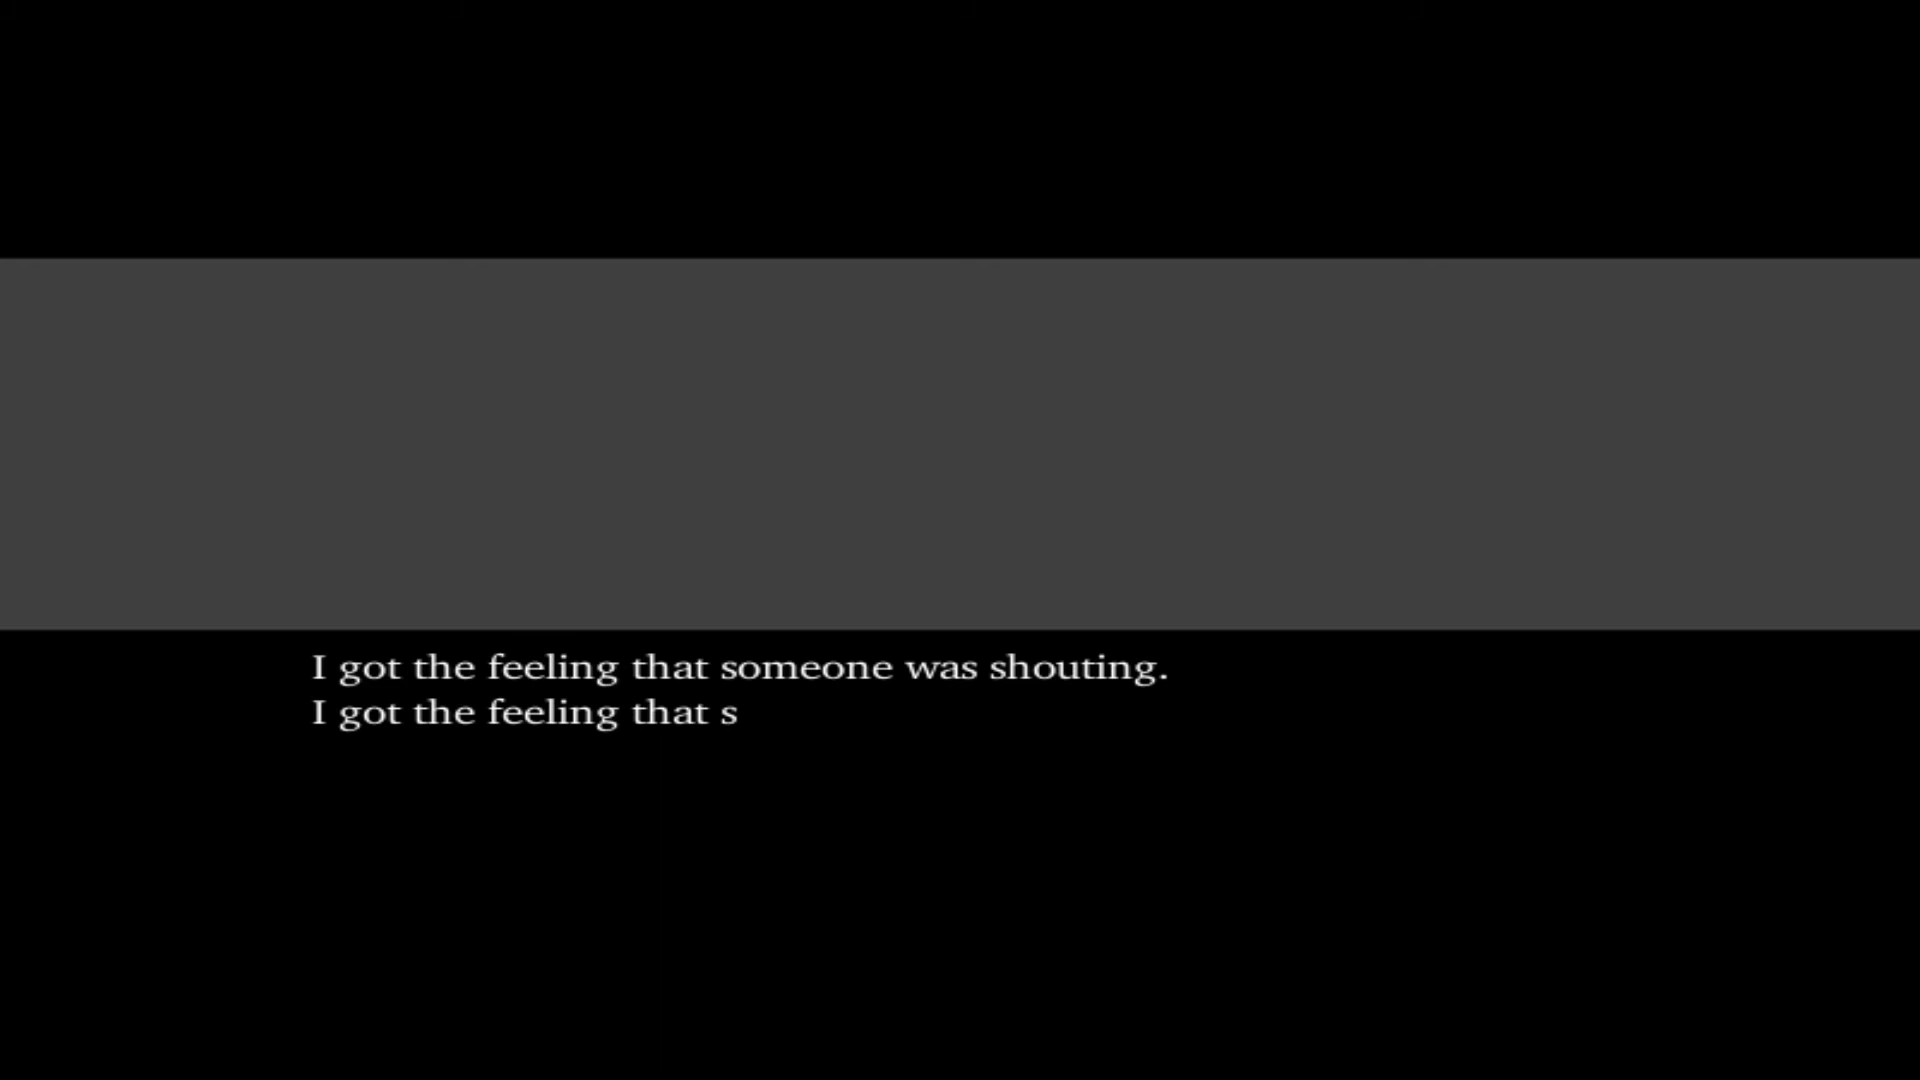 I got the feeling that someone was shouting.
I got the feeling that s